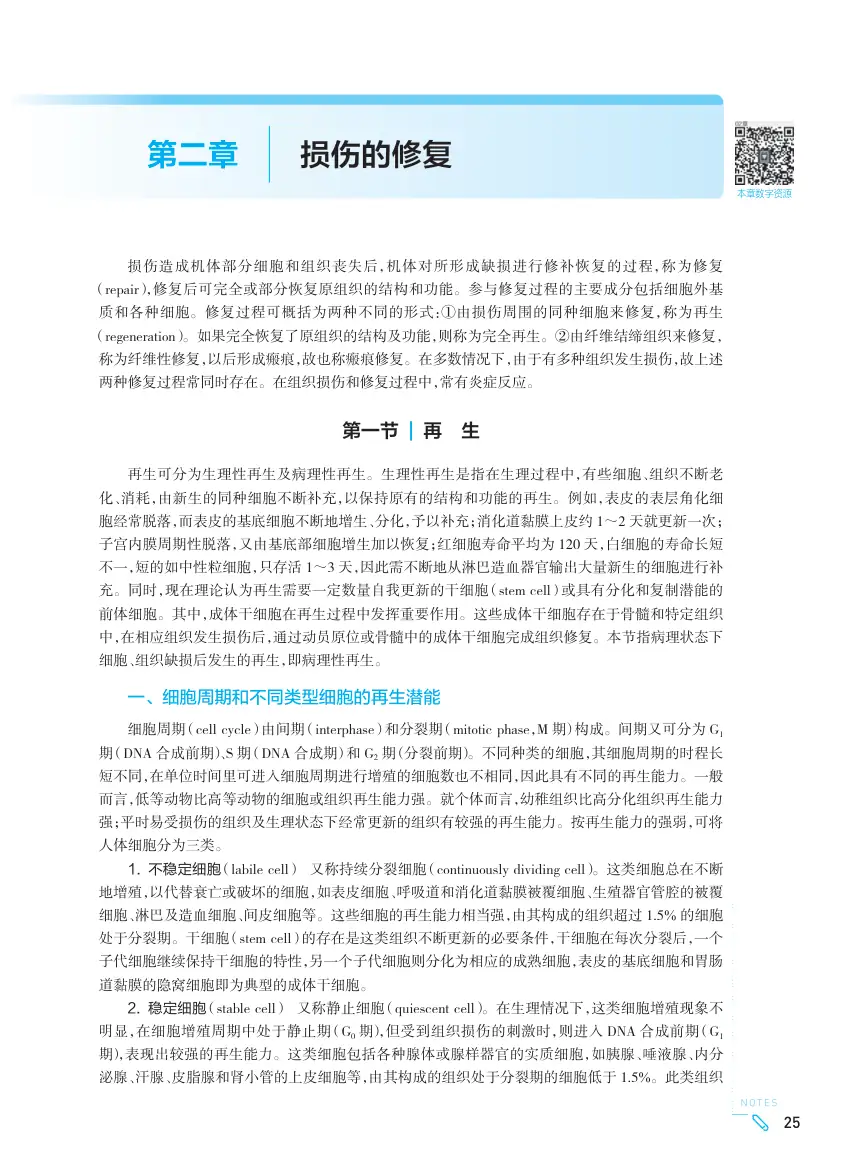 第二章 损伤的修复
本章数字资源
损伤造成机体部分细胞和组织丧失后,机体对所形成缺损进行修补恢复的过程,称为修复
(repair),修复后可完全或部分恢复原组织的结构和功能。参与修复过程的主要成分包括细胞外基
质和各种细胞。修复过程可概括为两种不同的形式:①由损伤周围的同种细胞来修复,称为再生
(regeneration)。如果完全恢复了原组织的结构及功能,则称为完全再生。②由纤维结缔组织来修复,
称为纤维性修复,以后形成瘢痕,故也称瘢痕修复。在多数情况下,由于有多种组织发生损伤,故上述
两种修复过程常同时存在。在组织损伤和修复过程中,常有炎症反应。
第一节 再 生
再生可分为生理性再生及病理性再生。生理性再生是指在生理过程中,有些细胞、组织不断老
化、消耗,由新生的同种细胞不断补充,以保持原有的结构和功能的再生。例如,表皮的表层角化细
胞经常脱落,而表皮的基底细胞不断地增生、分化,予以补充;消化道黏膜上皮约 1～2 天就更新一次;
子宫内膜周期性脱落,又由基底部细胞增生加以恢复;红细胞寿命平均为 120 天,白细胞的寿命长短
不一,短的如中性粒细胞,只存活 1～3 天,因此需不断地从淋巴造血器官输出大量新生的细胞进行补
充。同时,现在理论认为再生需要一定数量自我更新的干细胞(stem cell)或具有分化和复制潜能的
前体细胞。其中,成体干细胞在再生过程中发挥重要作用。这些成体干细胞存在于骨髓和特定组织
中,在相应组织发生损伤后,通过动员原位或骨髓中的成体干细胞完成组织修复。本节指病理状态下
细胞、组织缺损后发生的再生,即病理性再生。
一、细胞周期和不同类型细胞的再生潜能
细胞周期(cell cycle)由间期(interphase)和分裂期(mitotic phase,M 期)构成。间期又可分为 G₁
期(DNA 合成前期)、S 期(DNA 合成期)和 G₂ 期(分裂前期)。不同种类的细胞,其细胞周期的时程长
短不同,在单位时间里可进入细胞周期进行增殖的细胞数也不相同,因此具有不同的再生能力。一般
而言,低等动物比高等动物的细胞或组织再生能力强。就个体而言,幼稚组织比高分化组织再生能力
强;平时易受损伤的组织及生理状态下经常更新的组织有较强的再生能力。按再生能力的强弱,可将
人体细胞分为三类。
1. 不稳定细胞(labile cell) 又称持续分裂细胞(continuously dividing cell)。这类细胞总在不断
地增殖,以代替衰亡或破坏的细胞,如表皮细胞、呼吸道和消化道黏膜被覆细胞、生殖器官管腔的被覆
细胞、淋巴及造血细胞、间皮细胞等。这些细胞的再生能力相当强,由其构成的组织超过 1.5% 的细胞
处于分裂期。干细胞(stem cell)的存在是这类组织不断更新的必要条件,干细胞在每次分裂后,一个
子代细胞继续保持干细胞的特性,另一个子代细胞则分化为相应的成熟细胞,表皮的基底细胞和胃肠
道黏膜的隐窝细胞即为典型的成体干细胞。
2. 稳定细胞(stable cell) 又称静止细胞(quiescent cell)。在生理情况下,这类细胞增殖现象不
明显,在细胞增殖周期中处于静止期(G₀ 期),但受到组织损伤的刺激时,则进入 DNA 合成前期(G₁
期),表现出较强的再生能力。这类细胞包括各种腺体或腺样器官的实质细胞,如胰腺、唾液腺、内分
泌腺、汗腺、皮脂腺和肾小管的上皮细胞等,由其构成的组织处于分裂期的细胞低于 1.5%。此类组织
NOTES
25